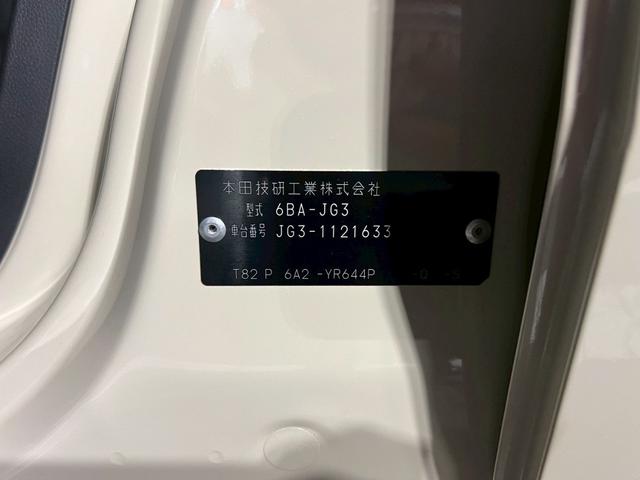 本田技研工業株式会社
型式 6BA-JG3
車台番号 JG3-1121633
T82 P 6A2 -YR644P -0 -S